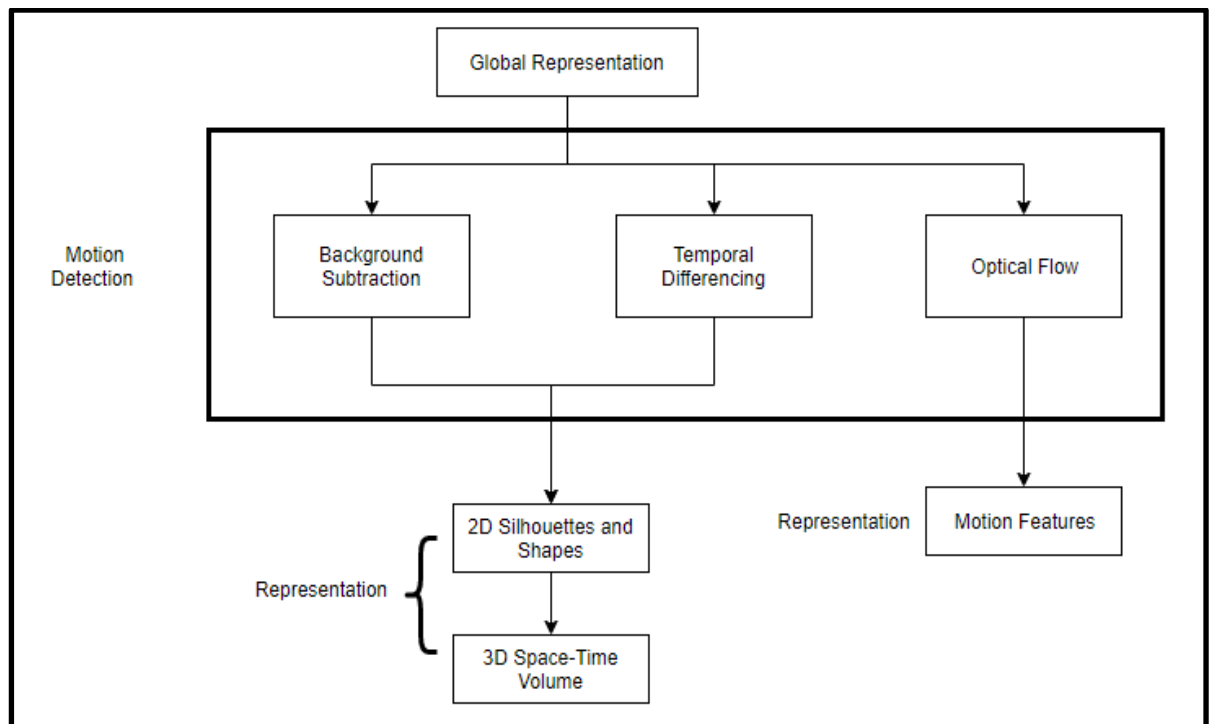 Global Representation
Motion
Detection
Background
Subtraction
Temporal
Differencing
Optical Flow
2D Silhouettes and
Shapes
Representation
Motion Features
Representation
3D Space-Time
Volume